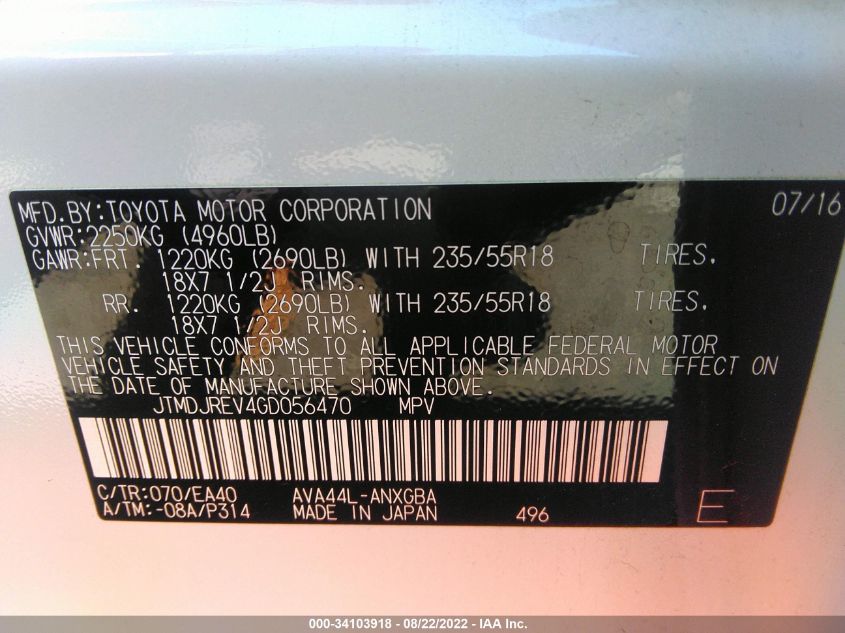 MFD.BY:TOYOTA MOTOR CORPORATION 07/16
GVWR:2250KG (4960LB)
GAWR:FRT. 1220KG (2690LB) WITH 235/55R18 TIRES,
18X7 1/2J RIMS.
RR. 1220KG (2690LB) WITH 235/55R18 TIRES,
18X7 1/2J RIMS.
THIS VEHICLE CONFORMS TO ALL APPLICABLE FEDERAL MOTOR
VEHICLE SAFETY AND THEFT PREVENTION STANDARDS IN EFFECT ON
THE DATE OF MANUFACTURE SHOWN ABOVE.
JTMDJREV4GD056470 MPV
C/TR:070/EA40 AVA44L-ANXGBA
A/TM:-08A/P314 MADE IN JAPAN 496 E
000-34103918 - 08/22/2022 - IAA Inc.